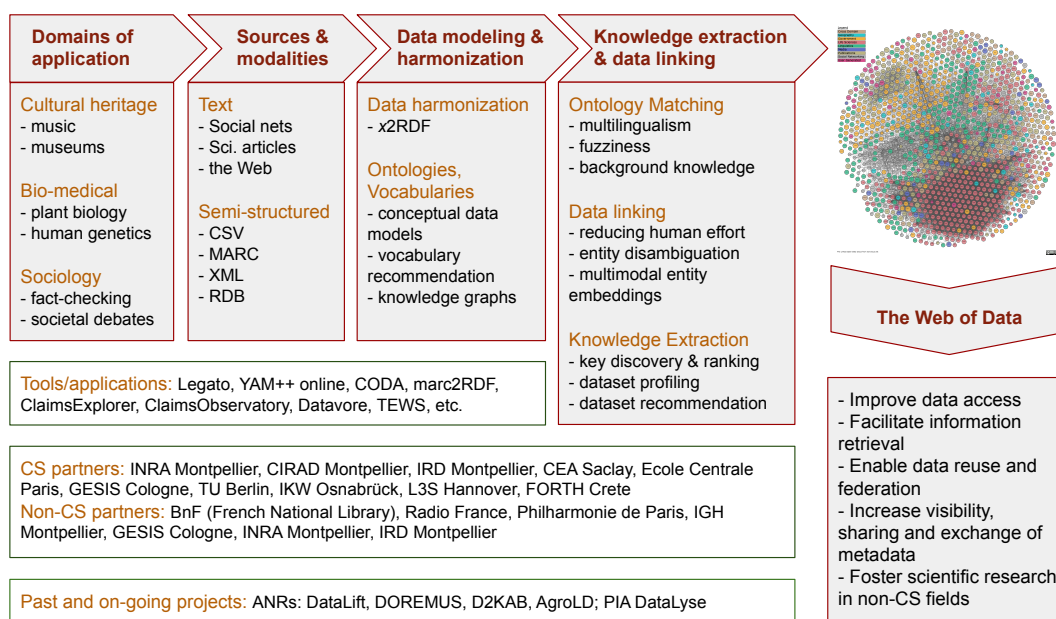 Domains of
application
Sources &
modalities
Data modeling &
harmonization
Knowledge extraction
& data linking
Cultural heritage
- music
- museums
Bio-medical
- plant biology
- human genetics
Sociology
- fact-checking
- societal debates
Text
- Social nets
- Sci. articles
- the Web
Semi-structured
- CSV
- MARC
- XML
- RDB
Data harmonization
- x2RDF
Ontologies,
Vocabularies
- conceptual data
models
- vocabulary
recommendation
- knowledge graphs
Ontology Matching
- multilingualism
- fuzziness
- background knowledge
Data linking
- reducing human effort
- entity disambiguation
- multimodal entity
embeddings
Knowledge Extraction
- key discovery & ranking
- dataset profiling
- dataset recommendation
The Web of Data
- Improve data access
- Facilitate information
retrieval
- Enable data reuse and
federation
- Increase visibility,
sharing and exchange of
metadata
- Foster scientific research
in non-CS fields
Tools/applications: Legato, YAM++ online, CODA, marc2RDF,
ClaimsExplorer, ClaimsObservatory, Datavore, TEWS, etc.
CS partners: INRA Montpellier, CIRAD Montpellier, IRD Montpellier, CEA Saclay, Ecole Centrale
Paris, GESIS Cologne, TU Berlin, IKW Osnabrück, L3S Hannover, FORTH Crete
Non-CS partners: BnF (French National Library), Radio France, Philharmonie de Paris, IGH
Montpellier, GESIS Cologne, INRA Montpellier, IRD Montpellier
Past and on-going projects: ANRs: DataLift, DOREMUS, D2KAB, AgroLD; PIA DataLyse